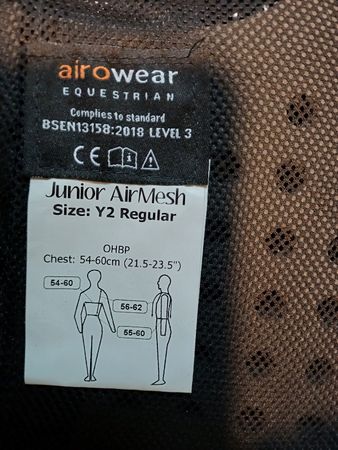 airowear
EQUESTRIAN
Complies to standard
BSEN13158:2018 LEVEL 3
CE
Junior AirMesh
Size: Y2 Regular
OHBP
Chest: 54-60cm (21.5-23.5")
54-60
56-62
55-60